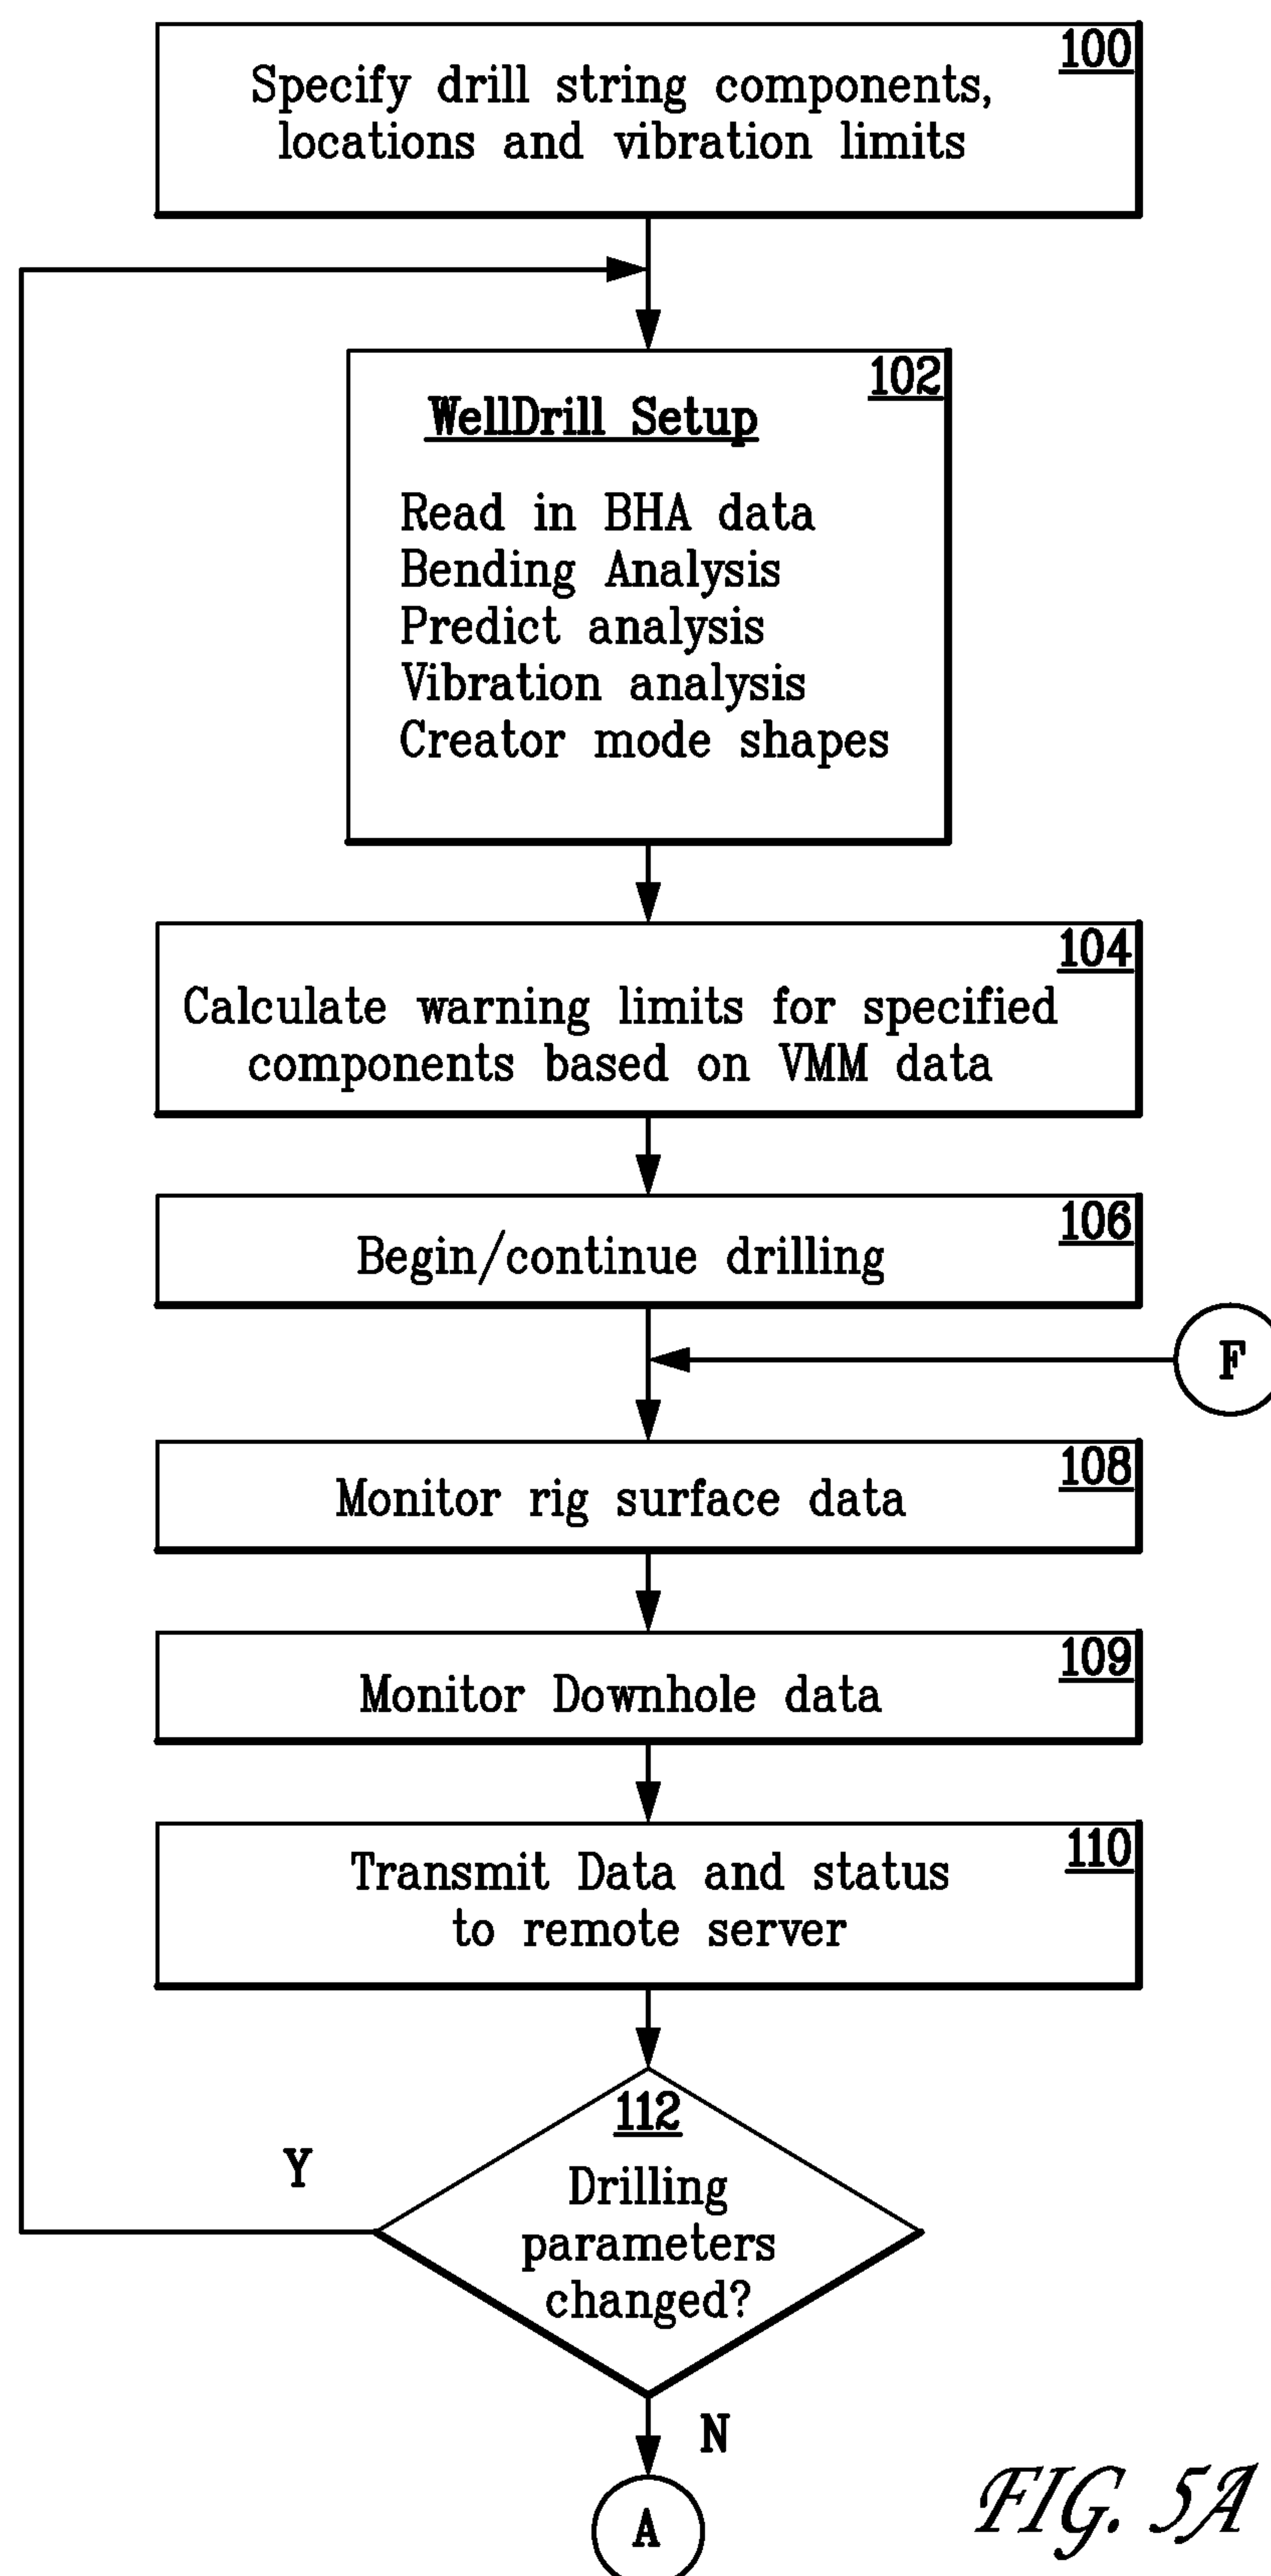 100
Specify drill string components,
locations and vibration limits
102
WellDrill Setup
Read in BHA data
Bending Analysis
Predict analysis
Vibration analysis
Creator mode shapes
104
Calculate warning limits for specified
components based on VMM data
106
Begin/continue drilling
F
108
Monitor rig surface data
109
Monitor Downhole data
110
Transmit Data and status
to remote server
112
Drilling
parameters
changed?
Y
N
A
FIG. 5A